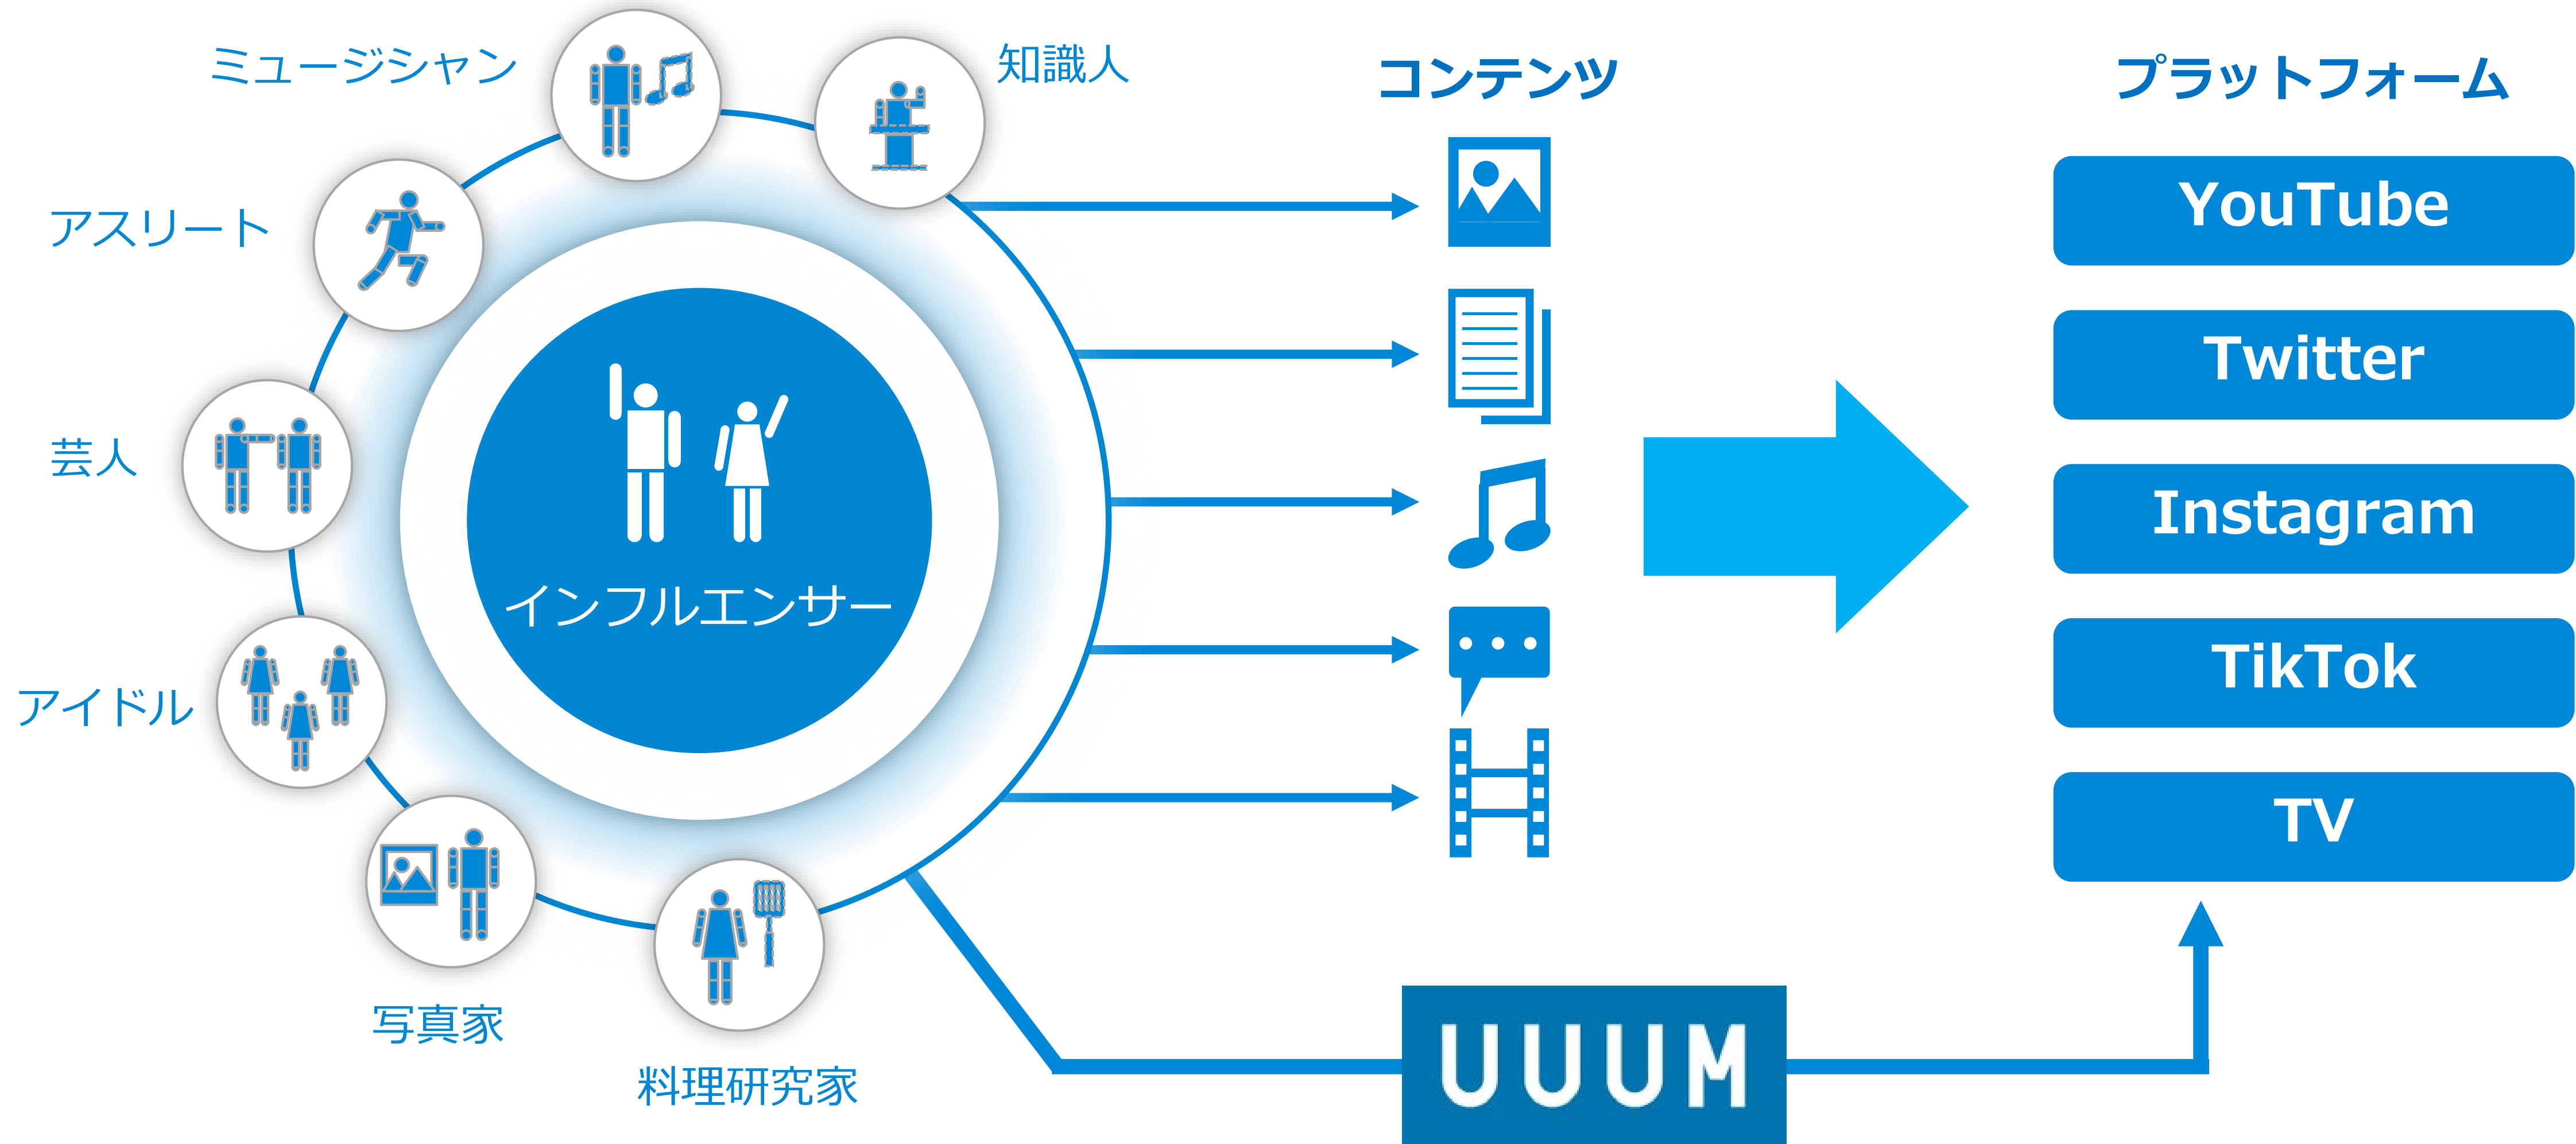 ミュージシャン
知識人
アスリート
芸人
アイドル
写真家
料理研究家
インフルエンサー
コンテンツ
プラットフォーム
YouTube
Twitter
Instagram
TikTok
TV
UUUM